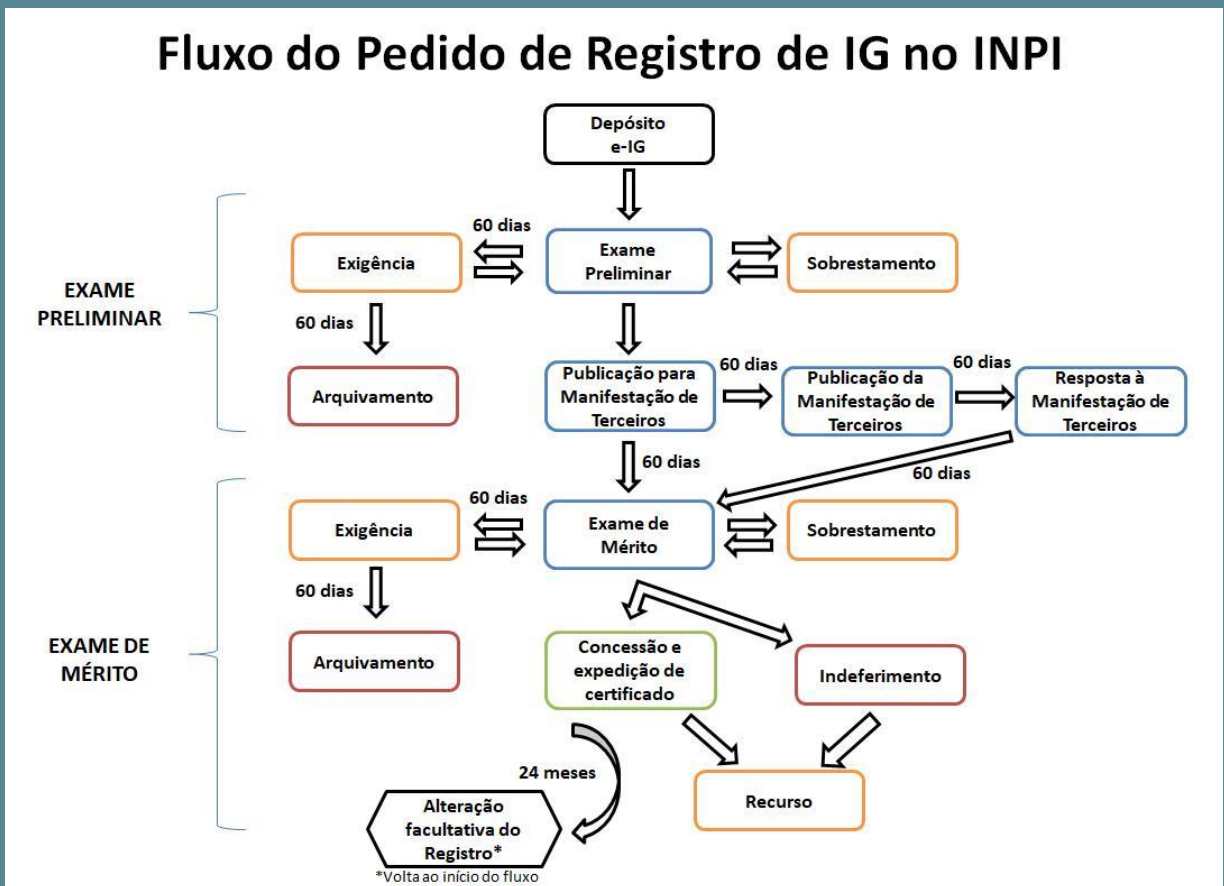 Fluxo do Pedido de Registro de IG no INPI
Depósito
e-IG
EXAME
PRELIMINAR
60 dias
Exigência
Exame
Preliminar
Sobrestamento
60 dias
Arquivamento
Publicação para
Manifestação de
Terceiros
60 dias
Publicação da
Manifestação de
Terceiros
60 dias
Resposta à
Manifestação de
Terceiros
60 dias
60 dias
EXAME DE
MÉRITO
60 dias
Exigência
Exame de
Mérito
Sobrestamento
60 dias
Arquivamento
Concessão e
expedição de
certificado
Indeferimento
24 meses
Recurso
Alteração
facultativa do
Registro*
*Volta ao início do fluxo